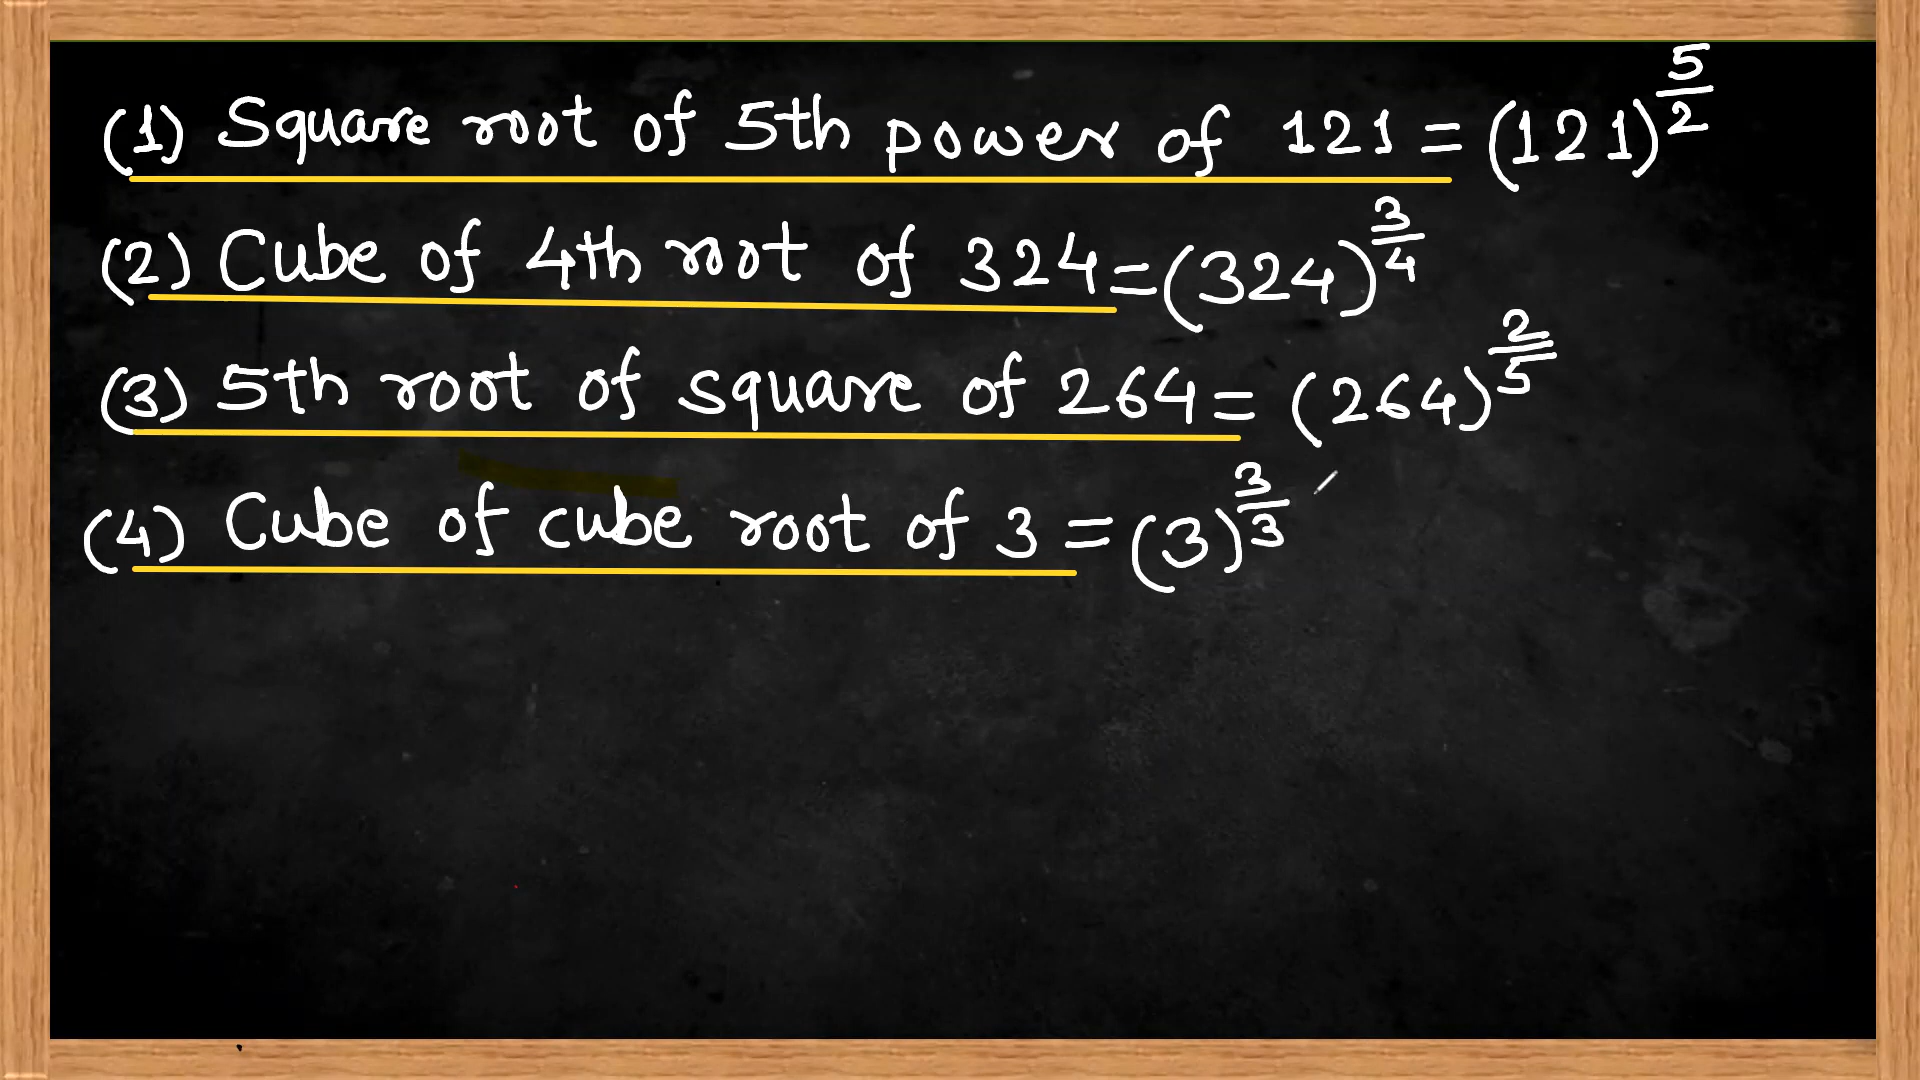 (1) Square root of 5th power of 121 = (121)^(5/2)
(2) Cube of 4th root of 324 = (324)^(3/4)
(3) 5th root of square of 264 = (264)^(2/5)
(4) Cube of cube root of 3 = (3)^(3/3)